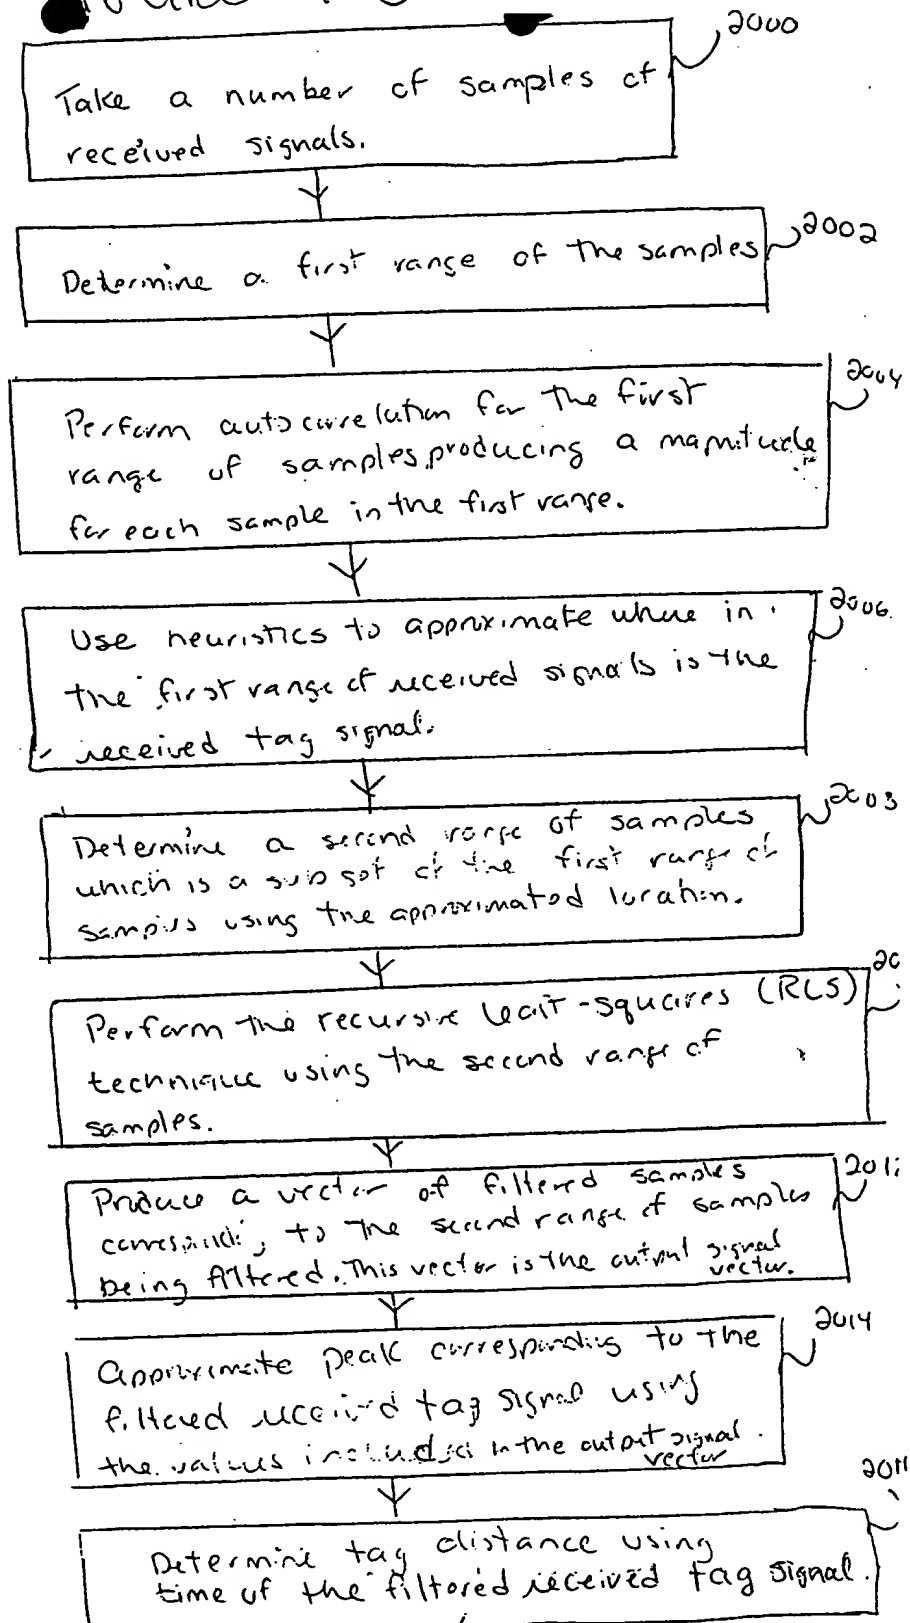 2000
Take a number of samples of
received signals.
2002
Determine a first range of the samples
2004
Perform autocorrelation for the first
range of samples producing a magnitude
for each sample in the first range.
2006
Use heuristics to approximate where in
the first range of received signals is the
received tag signal.
2008
Determine a second range of samples
which is a subset of the first range of
samples using the approximated location.
20
Perform the recursive least-squares (RLS)
technique using the second range of
samples.
201
Produce a vector of filtered samples
corresponding to the second range of samples
being filtered. This vector is the output signal
vector.
2014
Approximate peak corresponding to the
filtered received tag signal using
the values included in the output signal
vector
201
Determine tag distance using
time of the filtered received tag signal.